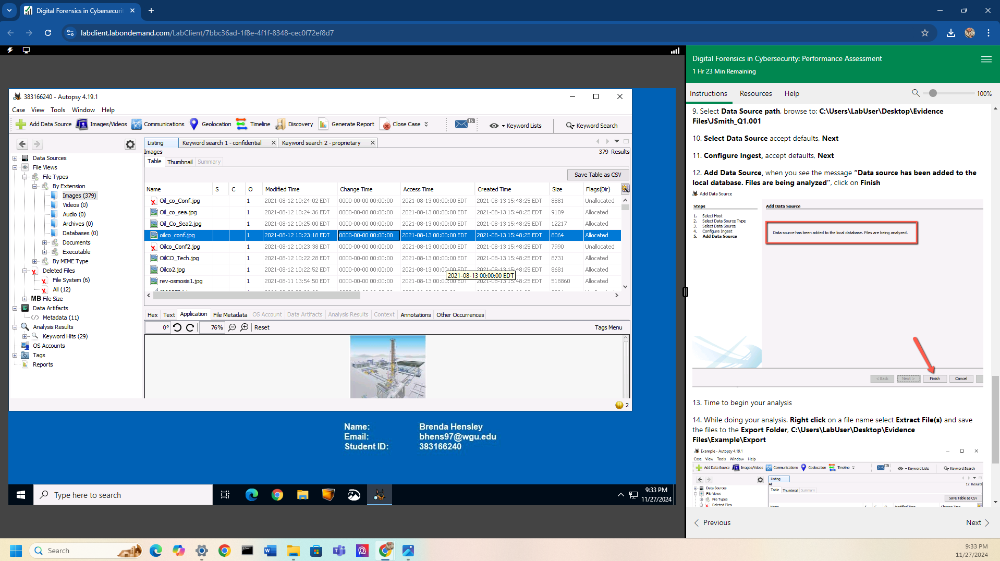 Digital Forensics in Cybersecurit
labclient.labondemand.com/LabClient/7bbc36ad-1f8e-4f1f-8348-cec0f72ef8d7
383166240 - Autopsy 4.19.1
Case View Tools Window Help
Add Data Source Images/Videos Communications Geolocation Timeline Discovery Generate Report Close Case 16 Keyword Lists Keyword Search
Listing Keyword search 1 - confidential Keyword search 2 - proprietary
Images 379 Results
Table Thumbnail Summary
Save Table as CSV
Name S C O Modified Time Change Time Access Time Created Time Size Flags(Dir)
Oil_co_Conf.jpg 1 2021-08-12 10:24:02 EDT 0000-00-00 00:00:00 2021-08-13 00:00:00 EDT 2021-08-13 15:48:25 EDT 8881 Unallocated
Oil_co_sea.jpg 1 2021-08-12 10:24:36 EDT 0000-00-00 00:00:00 2021-08-13 00:00:00 EDT 2021-08-13 15:48:25 EDT 9109 Allocated
Oil_Co_Sea2.jpg 1 2021-08-12 10:25:00 EDT 0000-00-00 00:00:00 2021-08-13 00:00:00 EDT 2021-08-13 15:48:25 EDT 12217 Allocated
oilco_conf.jpg 1 2021-08-12 10:23:18 EDT 0000-00-00 00:00:00 2021-08-13 00:00:00 EDT 2021-08-13 15:48:25 EDT 8064 Allocated
Oilco_Conf2.jpg 1 2021-08-12 10:23:38 EDT 0000-00-00 00:00:00 2021-08-13 00:00:00 EDT 2021-08-13 15:48:25 EDT 7990 Unallocated
OilCO_Tech.jpg 1 2021-08-12 10:22:28 EDT 0000-00-00 00:00:00 2021-08-13 00:00:00 EDT 2021-08-13 15:48:25 EDT 8731 Allocated
Oilco2.jpg 1 2021-08-12 10:22:52 EDT 0000-00-00 00:00:00 2021-08-13 00:00:00 EDT 2021-08-13 15:48:25 EDT 8681 Allocated
2021-08-13 00:00:00 EDT
rev-osmosis1.jpg 1 2021-08-11 13:54:50 EDT 0000-00-00 00:00:00 2021-08-13 00:00:00 EDT 2021-08-13 15:48:25 EDT 518860 Allocated
Data Sources
File Views
File Types
By Extension
Images (379)
Videos (0)
Audio (0)
Archives (0)
Databases (0)
Documents
Executable
By MIME Type
Deleted Files
File System (6)
All (12)
MB File Size
Data Artifacts
Metadata (11)
Analysis Results
Keyword Hits (29)
OS Accounts
Tags
Reports
Hex Text Application File Metadata OS Account Data Artifacts Analysis Results Context Annotations Other Occurrences
0° 76% Reset Tags Menu
2
Name: Brenda Hensley
Email: bhens97@wgu.edu
Student ID: 383166240
Type here to search
9:33 PM
11/27/2024
Digital Forensics in Cybersecurity: Performance Assessment
1 Hr 23 Min Remaining
Instructions Resources Help 100%
9. Select Data Source path, browse to: C:\Users\LabUser\Desktop\Evidence
Files\JSmith_Q1.001
10. Select Data Source accept defaults, Next
11. Configure Ingest, accept defaults, Next
12. Add Data Source, when you see the message “Data source has been added to the
local database. Files are being analyzed”, click on Finish
Add Data Source
Steps
1. Select Host
2. Select Data Source Type
3. Select Data Source
4. Configure Ingest
5. Add Data Source
Add Data Source
Data source has been added to the local database. Files are being analyzed.
< Back Next > Finish Cancel
13. Time to begin your analysis
14. While doing your analysis. Right click on a file name select Extract File(s) and save
the files to the Export Folder, C:\Users\LabUser\Desktop\Evidence
Files\Example\Export
Example - Autopsy 4.19.1
Case View Tools Window Help
Add Data Source Images/Videos Communications Geolocation Timeline Keyword Lists Keyword Search
Listing
All 12 Results
Table Thumbnail Summary
Save Table as CSV
Data Sources
File Views
File Types
Deleted Files
Previous Next
Search
9:33 PM
11/27/2024